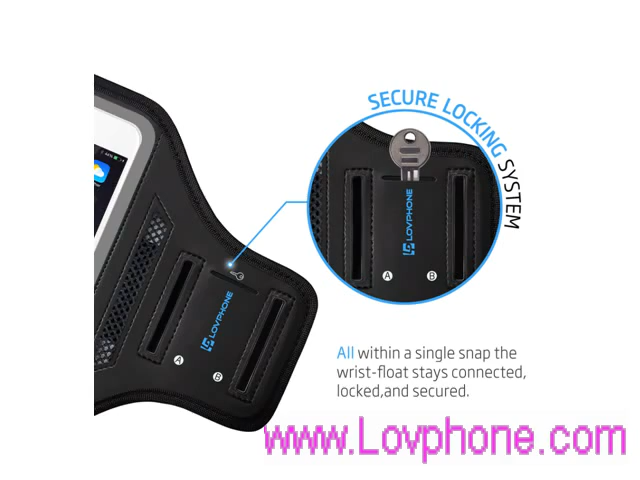 SECURE LOCKING SYSTEM
LOVPHONE
A B
LOVPHONE
A
B
All within a single snap the
wrist-float stays connected,
locked,and secured.
www.Lovphone.com